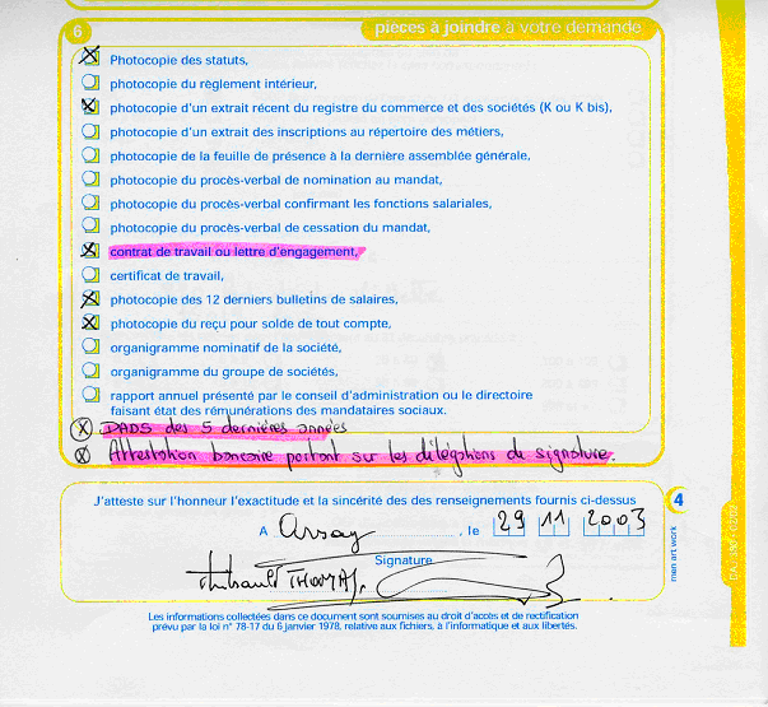 6
pièces à joindre à votre demande
Photocopie des statuts,
photocopie du règlement intérieur,
photocopie d'un extrait récent du registre du commerce et des sociétés (K ou K bis),
photocopie d'un extrait des inscriptions au répertoire des métiers,
photocopie de la feuille de présence à la dernière assemblée générale,
photocopie du procès-verbal de nomination au mandat,
photocopie du procès-verbal confirmant les fonctions salariales,
photocopie du procès-verbal de cessation du mandat,
contrat de travail ou lettre d'engagement,
certificat de travail,
photocopie des 12 derniers bulletins de salaires,
photocopie du reçu pour solde de tout compte,
organigramme nominatif de la société,
organigramme du groupe de sociétés,
rapport annuel présenté par le conseil d'administration ou le directoire
faisant état des rémunérations des mandataires sociaux.
DADS des 5 dernières années
Attestation bancaire portant sur les délégations de signature.
J'atteste sur l'honneur l'exactitude et la sincérité des des renseignements fournis ci-dessus
4
A , le 29 11 2003
Signature
Thibault THOMAS
Les informations collectées dans ce document sont soumises au droit d'accès et de rectification
prévu par la loi n° 78-17 du 6 janvier 1978, relative aux fichiers, à l'informatique et aux libertés.
men art work